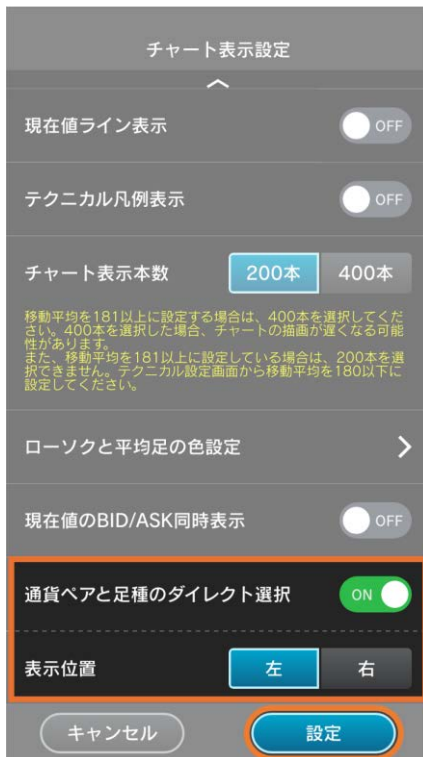 チャート表示設定
現在値ライン表示 OFF
テクニカル凡例表示 OFF
チャート表示本数 200本 400本
移動平均を181以上に設定する場合は、400本を選択してくだ
さい。400本を選択した場合、チャートの描画が遅くなる可能
性があります。
また、移動平均を181以上に設定している場合は、200本を選
択できません。テクニカル設定画面から移動平均を180以下に
設定してください。
ローソクと平均足の色設定
現在値のBID/ASK同時表示 OFF
通貨ペアと足種のダイレクト選択 ON
表示位置 左 右
キャンセル 設定